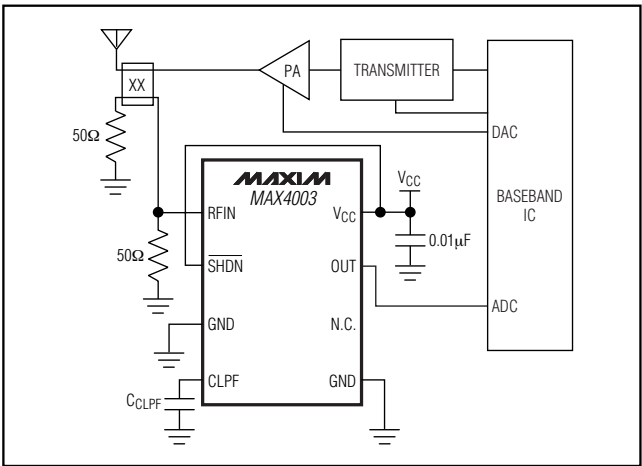 PA
TRANSMITTER
XX
50Ω
DAC
MAXIM
MAX4003
VCC
BASEBAND
IC
RFIN
VCC
0.01μF
50Ω
SHDN
OUT
ADC
GND
N.C.
CLPF
GND
CCLPF